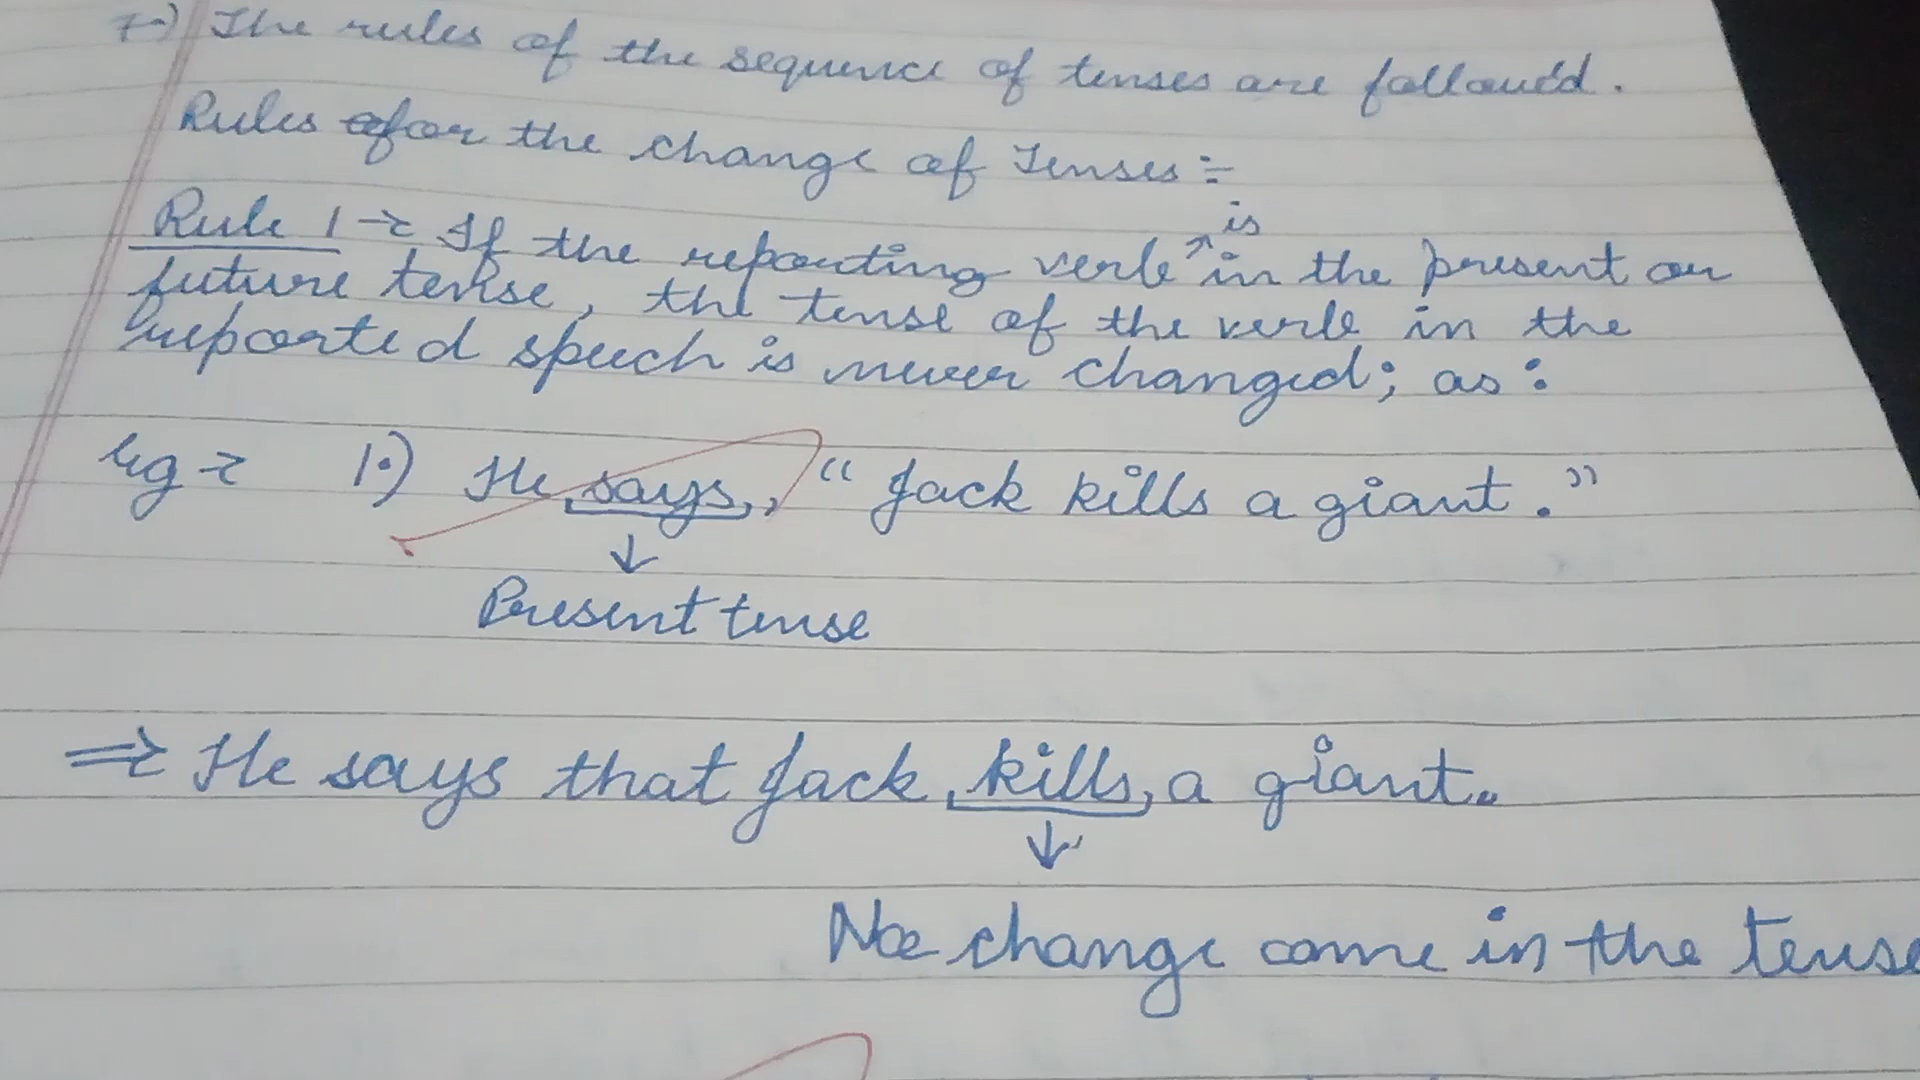 7→) The rules of the sequence of tenses are followed.
Rules for the change of Tenses :-
is
Rule 1 → If the reporting verb in the present or
future tense, the tense of the verb in the
reported speech is never changed; as :
eg → 1.) He says, “Jack kills a giant.”
↓
Present tense
⇒ He says that Jack kills a giant.
↓
No change come in the tense